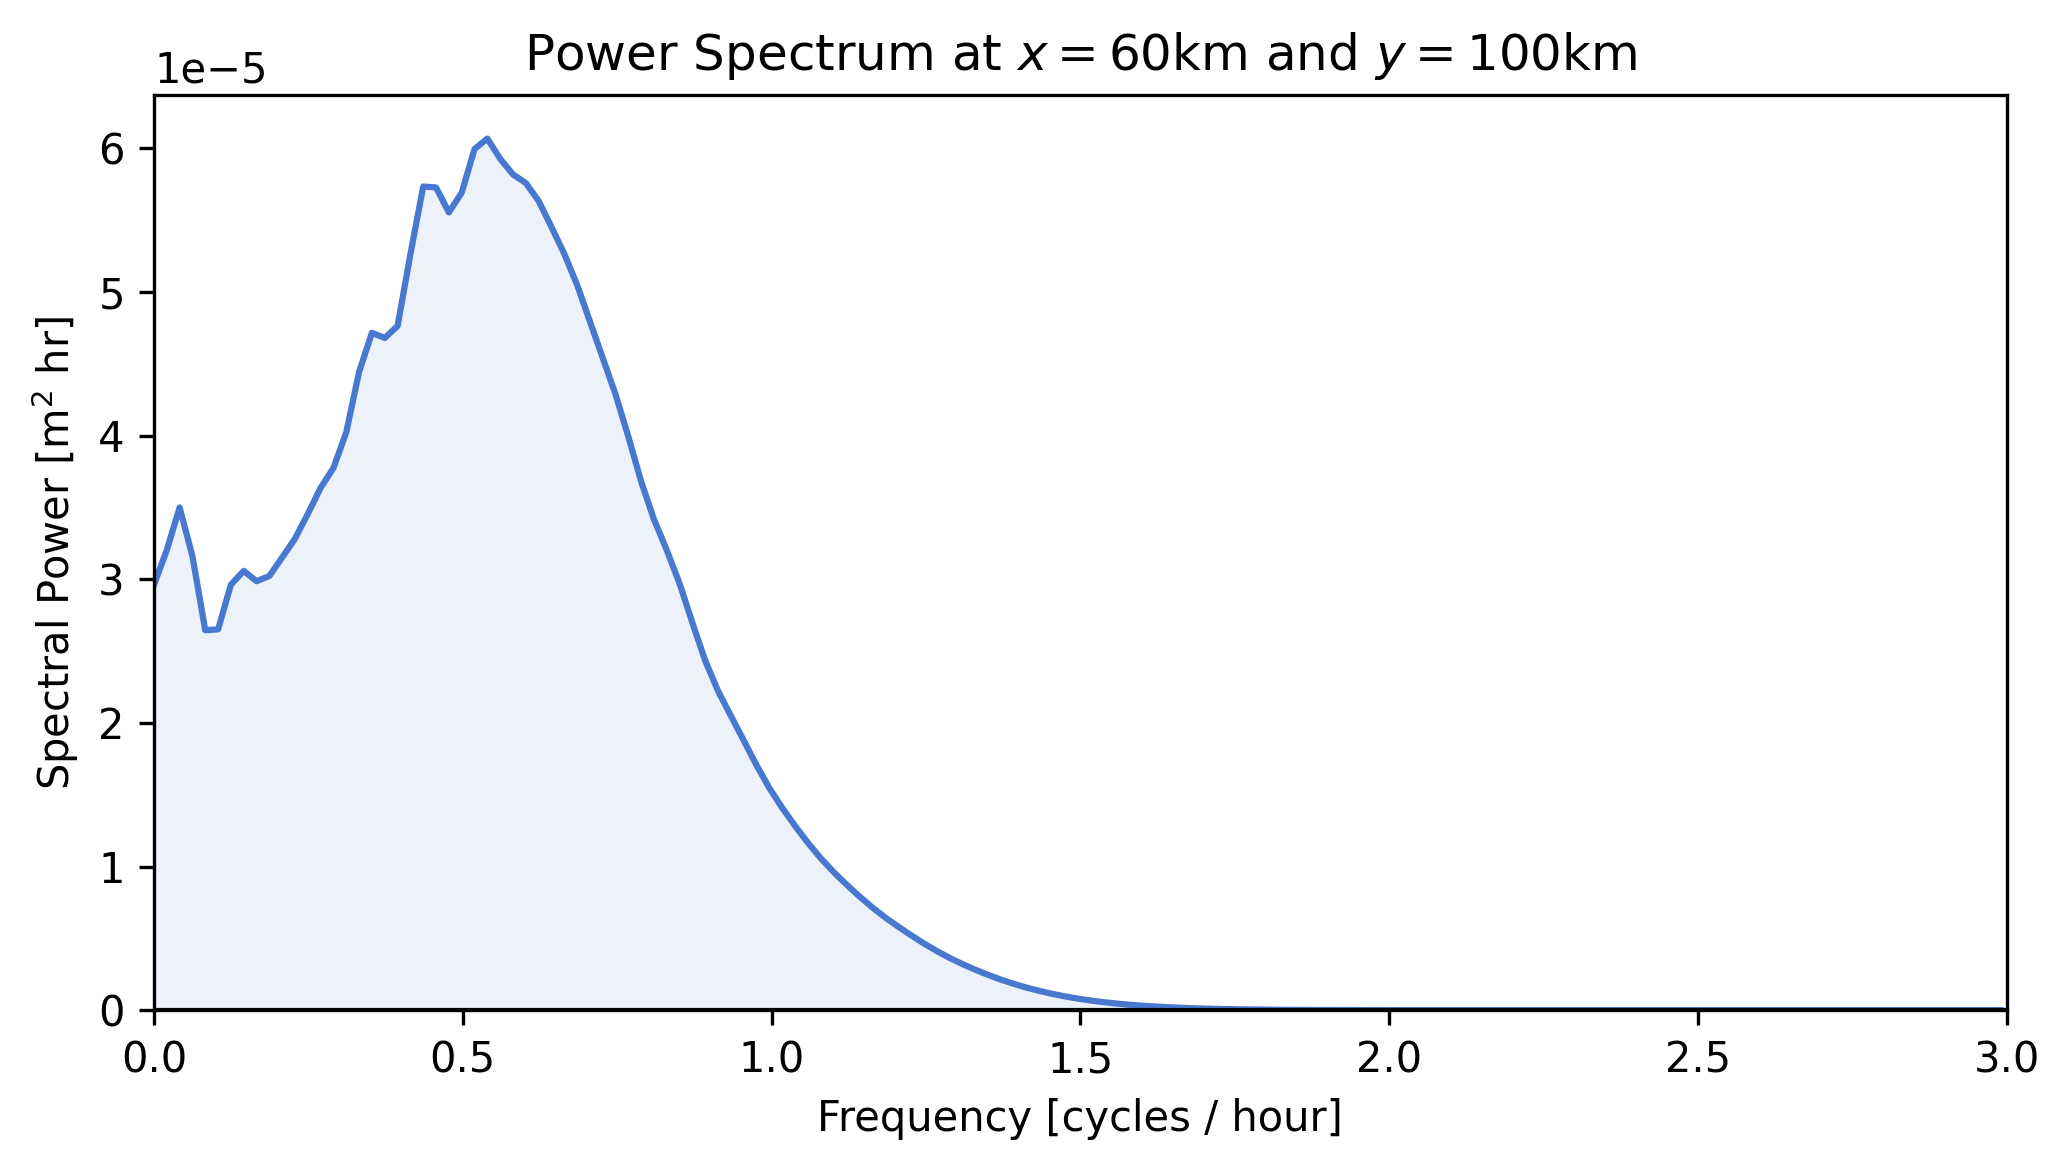 Power Spectrum at x = 60km and y = 100km
1e−5
6
5
4
3
2
1
0
Spectral Power [m² hr]
0.0 0.5 1.0 1.5 2.0 2.5 3.0
Frequency [cycles / hour]